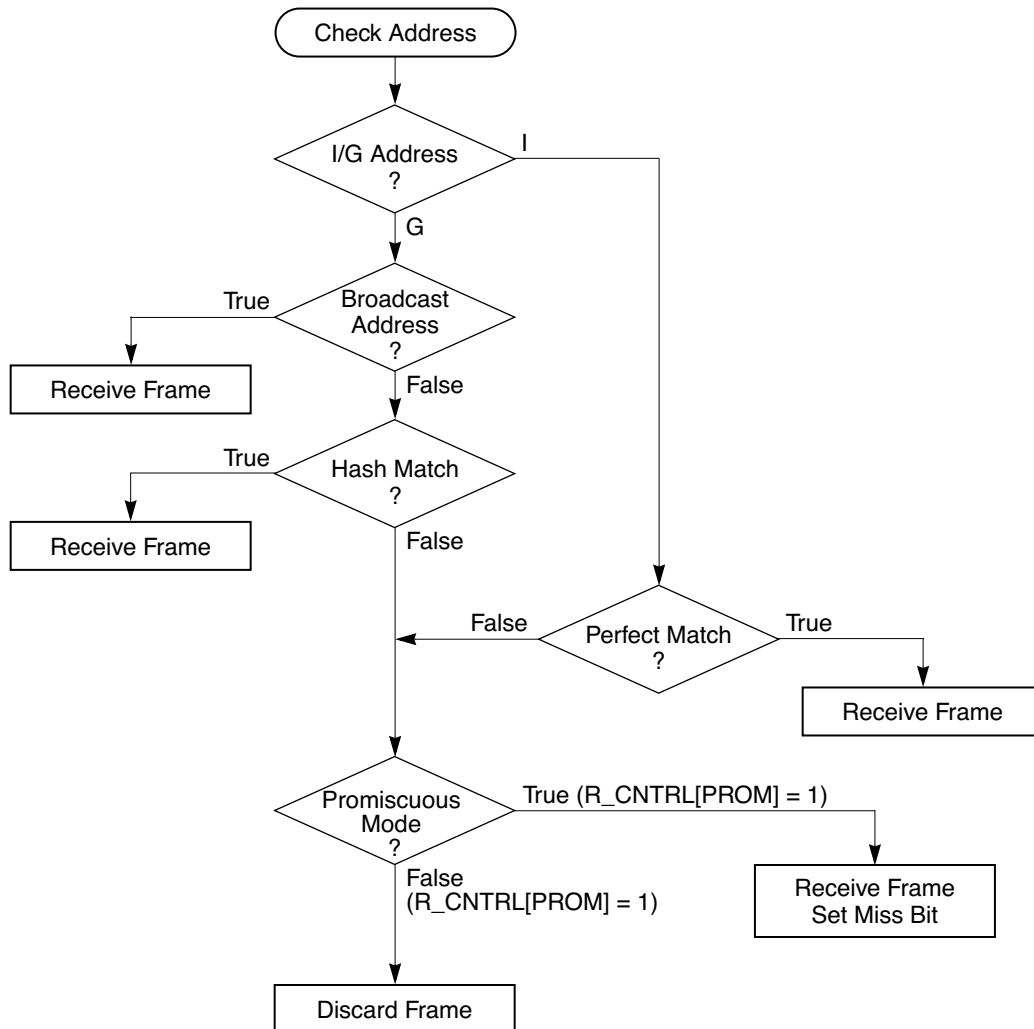 Check Address
I/G Address
?
I
G
Broadcast
Address
?
True
Receive Frame
False
Hash Match
?
True
Receive Frame
False
Perfect Match
?
False
True
Receive Frame
Promiscuous
Mode
?
True (R_CNTRL[PROM] = 1)
Receive Frame
Set Miss Bit
False
(R_CNTRL[PROM] = 1)
Discard Frame